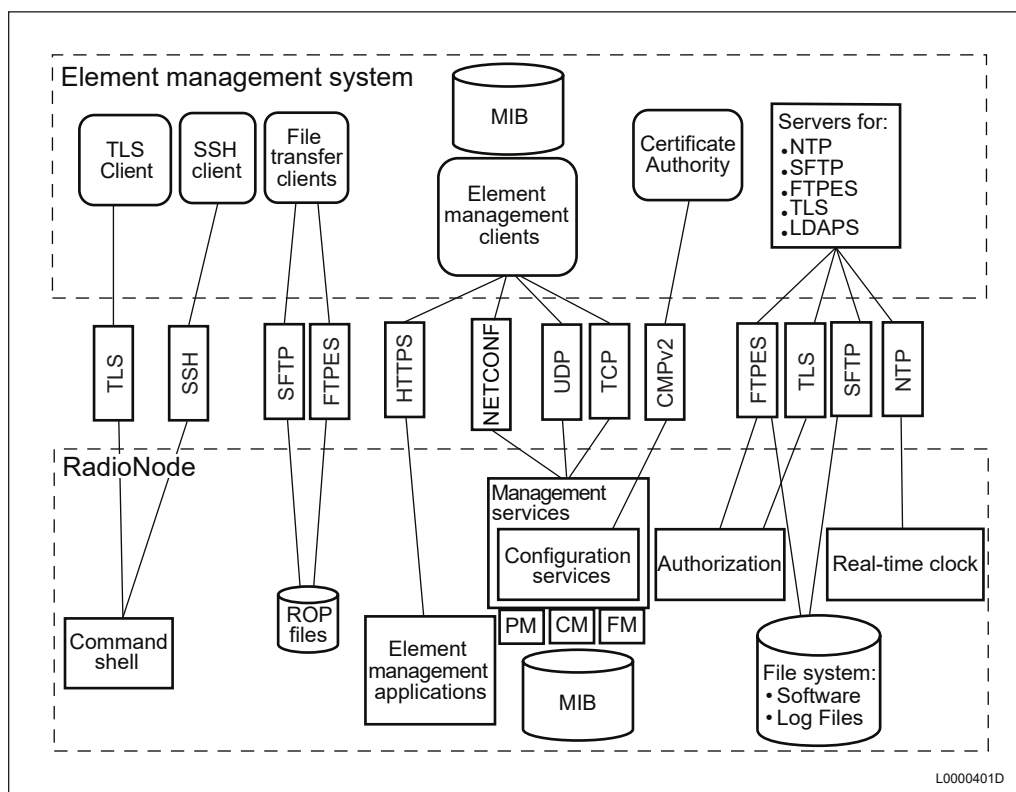 Element management system
MIB
TLS
Client
SSH
client
File
transfer
clients
Element
management
clients
Certificate
Authority
Servers for:
•NTP
•SFTP
•FTPES
•TLS
•LDAPS
TLS
SSH
SFTP
FTPES
HTTPS
NETCONF
UDP
TCP
CMPv2
FTPES
TLS
SFTP
NTP
RadioNode
Management
services
Configuration
services
PM
CM
FM
Authorization
Real-time clock
Command
shell
ROP
files
Element
management
applications
MIB
File system:
• Software
• Log Files
L0000401D